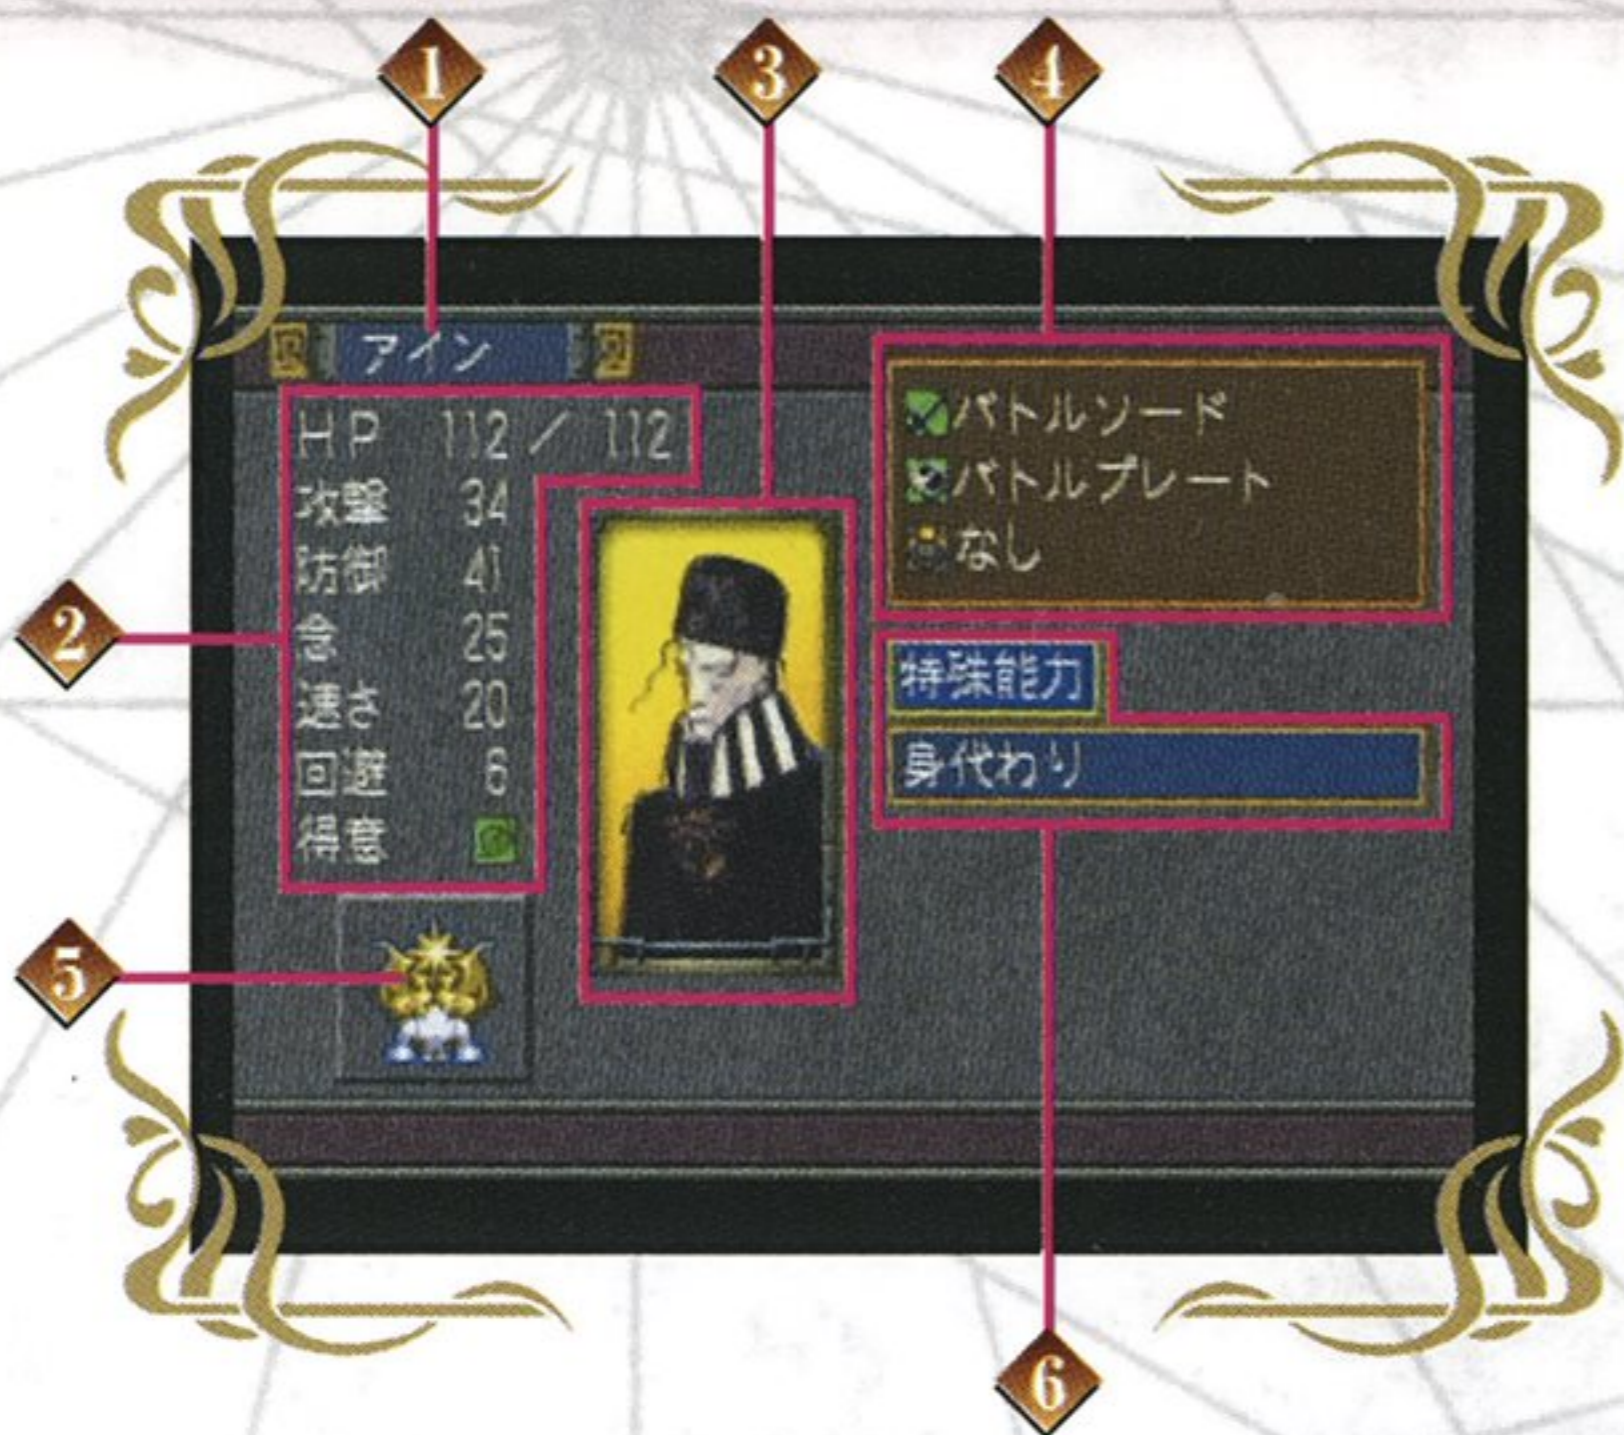 1
3
4
アイン
HP 112 / 112
攻撃 34
防御 41
念 25
速さ 20
回避 6
得意
バトルソード
バトルプレート
なし
特殊能力
身代わり
2
5
6